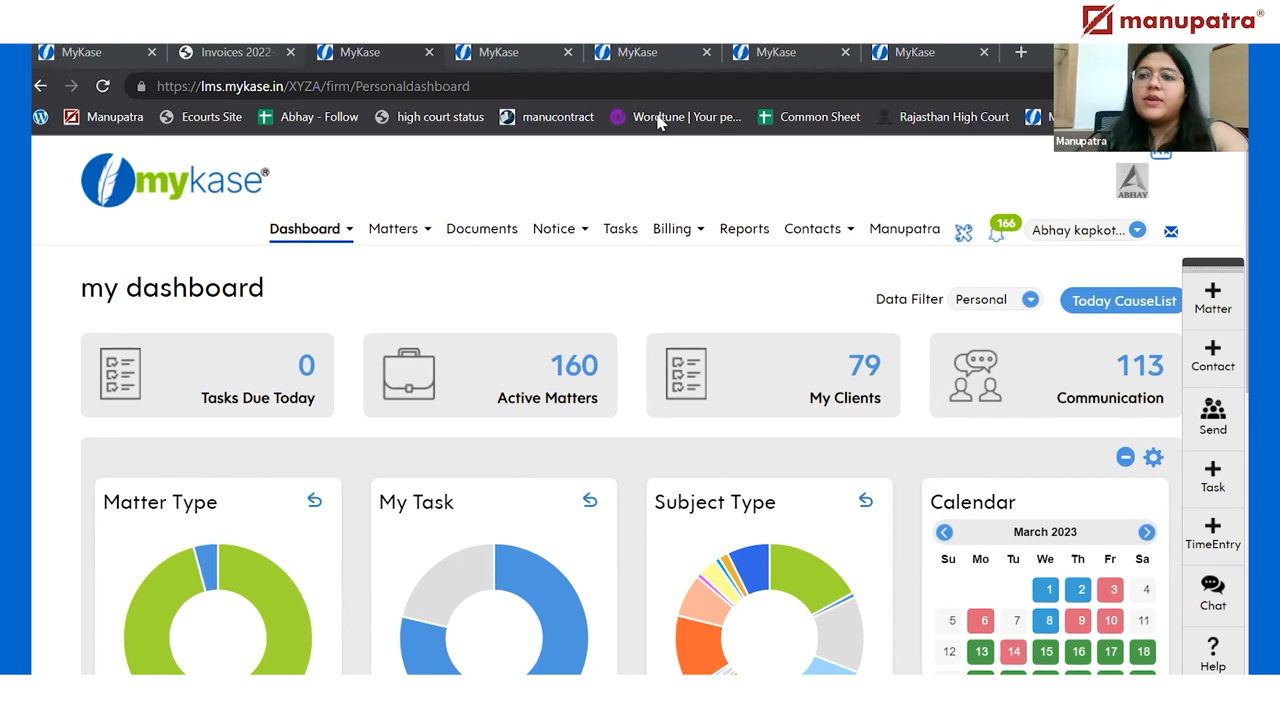 manupatra®
MyKase
Invoices 2022-
MyKase
MyKase
MyKase
MyKase
MyKase
https://lms.mykase.in/XYZA/firm/Personaldashboard
Manupatra
Ecourts Site
Abhay - Follow
high court status
manucontract
Wordtune | Your pe...
Common Sheet
Rajasthan High Court
Manupatra
mykase®
ABHAY
Dashboard
Matters
Documents
Notice
Tasks
Billing
Reports
Contacts
Manupatra
166
Abhay kapkot...
my dashboard
Data Filter
Personal
Today CauseList
0
Tasks Due Today
160
Active Matters
79
My Clients
113
Communication
Matter
Contact
Send
Task
TimeEntry
Chat
? Help
Matter Type
My Task
Subject Type
Calendar
March 2023
Su Mo Tu We Th Fr Sa
1 2 3 4
5 6 7 8 9 10 11
12 13 14 15 16 17 18